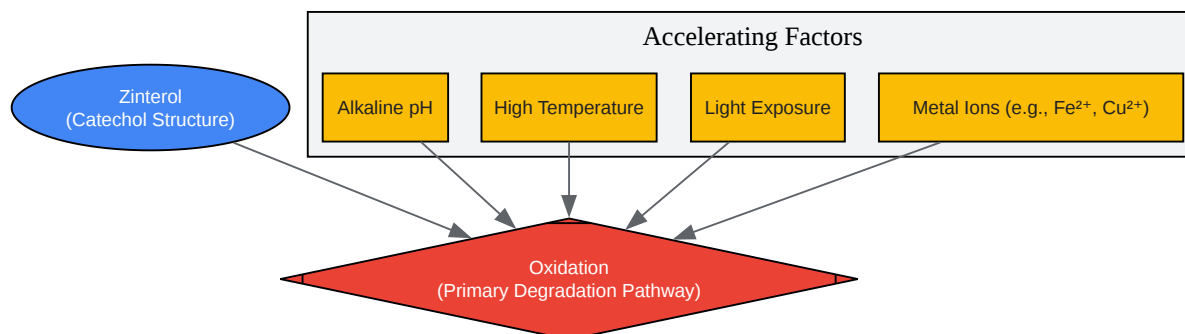 Accelerating Factors
Zinterol
(Catechol Structure)
Alkaline pH
High Temperature
Light Exposure
Metal Ions (e.g., Fe²⁺, Cu²⁺)
Oxidation
(Primary Degradation Pathway)